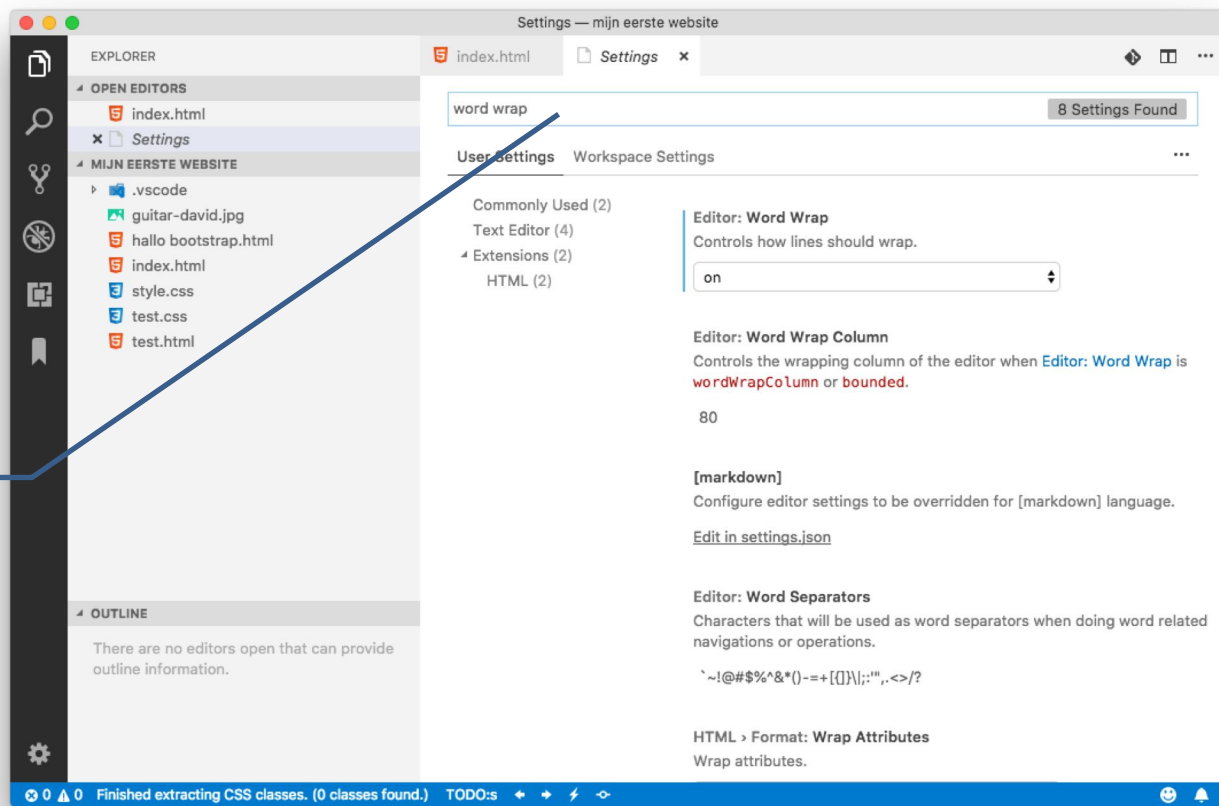 Settings — mijn eerste website
EXPLORER
OPEN EDITORS
index.html
Settings
MIJN EERSTE WEBSITE
.vscode
guitar-david.jpg
hallo bootstrap.html
index.html
style.css
test.css
test.html
OUTLINE
There are no editors open that can provide
outline information.
index.html
Settings
word wrap
8 Settings Found
User Settings
Workspace Settings
Commonly Used (2)
Text Editor (4)
Extensions (2)
HTML (2)
Editor: Word Wrap
Controls how lines should wrap.
on
Editor: Word Wrap Column
Controls the wrapping column of the editor when Editor: Word Wrap is
wordWrapColumn or bounded.
80
[markdown]
Configure editor settings to be overridden for [markdown] language.
Edit in settings.json
Editor: Word Separators
Characters that will be used as word separators when doing word related
navigations or operations.
`~!@#$%^&*()-=+[{]}\|;:'",.<>/?
HTML › Format: Wrap Attributes
Wrap attributes.
0 0 Finished extracting CSS classes. (0 classes found.) TODO:s